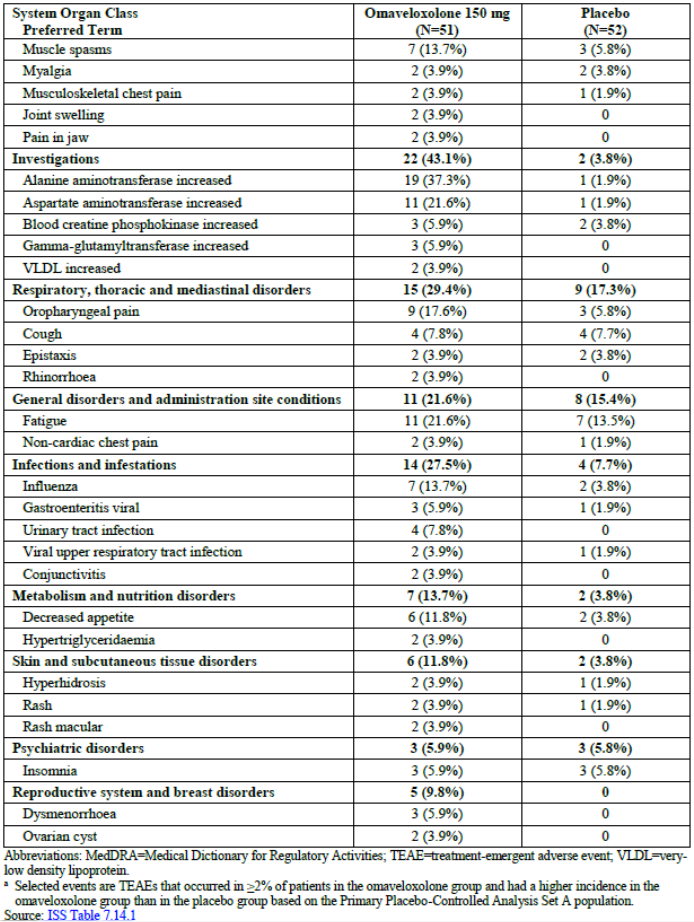 System Organ Class Omaveloxolone 150 mg Placebo
Preferred Term (N=51) (N=52)
Muscle spasms 7 (13.7%) 3 (5.8%)
Myalgia 2 (3.9%) 2 (3.8%)
Musculoskeletal chest pain 2 (3.9%) 1 (1.9%)
Joint swelling 2 (3.9%) 0
Pain in jaw 2 (3.9%) 0
Investigations 22 (43.1%) 2 (3.8%)
Alanine aminotransferase increased 19 (37.3%) 1 (1.9%)
Aspartate aminotransferase increased 11 (21.6%) 1 (1.9%)
Blood creatine phosphokinase increased 3 (5.9%) 2 (3.8%)
Gamma-glutamyltransferase increased 3 (5.9%) 0
VLDL increased 2 (3.9%) 0
Respiratory, thoracic and mediastinal disorders 15 (29.4%) 9 (17.3%)
Oropharyngeal pain 9 (17.6%) 3 (5.8%)
Cough 4 (7.8%) 4 (7.7%)
Epistaxis 2 (3.9%) 2 (3.8%)
Rhinorrhoea 2 (3.9%) 0
General disorders and administration site conditions 11 (21.6%) 8 (15.4%)
Fatigue 11 (21.6%) 7 (13.5%)
Non-cardiac chest pain 2 (3.9%) 1 (1.9%)
Infections and infestations 14 (27.5%) 4 (7.7%)
Influenza 7 (13.7%) 2 (3.8%)
Gastroenteritis viral 3 (5.9%) 1 (1.9%)
Urinary tract infection 4 (7.8%) 0
Viral upper respiratory tract infection 2 (3.9%) 1 (1.9%)
Conjunctivitis 2 (3.9%) 0
Metabolism and nutrition disorders 7 (13.7%) 2 (3.8%)
Decreased appetite 6 (11.8%) 2 (3.8%)
Hypertriglyceridaemia 2 (3.9%) 0
Skin and subcutaneous tissue disorders 6 (11.8%) 2 (3.8%)
Hyperhidrosis 2 (3.9%) 1 (1.9%)
Rash 2 (3.9%) 1 (1.9%)
Rash macular 2 (3.9%) 0
Psychiatric disorders 3 (5.9%) 3 (5.8%)
Insomnia 3 (5.9%) 3 (5.8%)
Reproductive system and breast disorders 5 (9.8%) 0
Dysmenorrhoea 3 (5.9%) 0
Ovarian cyst 2 (3.9%) 0
Abbreviations: MedDRA=Medical Dictionary for Regulatory Activities; TEAE=treatment-emergent adverse event; VLDL=very-
low density lipoprotein.
a Selected events are TEAEs that occurred in ≥2% of patients in the omaveloxolone group and had a higher incidence in the
omaveloxolone group than in the placebo group based on the Primary Placebo-Controlled Analysis Set A population.
Source: ISS Table 7.14.1